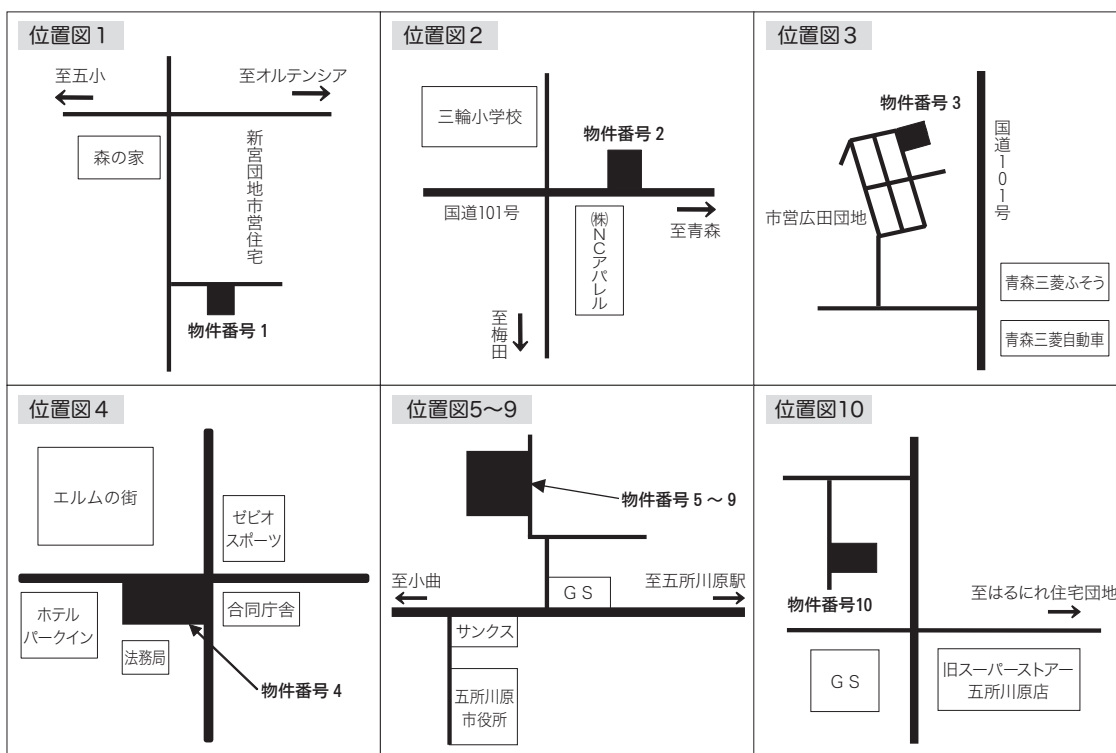 位置図1
至五小
至オルテンシア
森の家
新宮団地市営住宅
物件番号 1
位置図2
三輪小学校
物件番号 2
国道101号
㈱NCアパレル
至青森
至梅田
位置図3
物件番号 3
国道101号
市営広田団地
青森三菱ふそう
青森三菱自動車
位置図4
エルムの街
ゼビオ
スポーツ
ホテル
パークイン
合同庁舎
法務局
物件番号 4
位置図5〜9
物件番号 5 〜 9
至小曲
GS
至五所川原駅
サンクス
五所川原
市役所
位置図10
物件番号10
至はるにれ住宅団地
GS
旧スーパーストアー
五所川原店